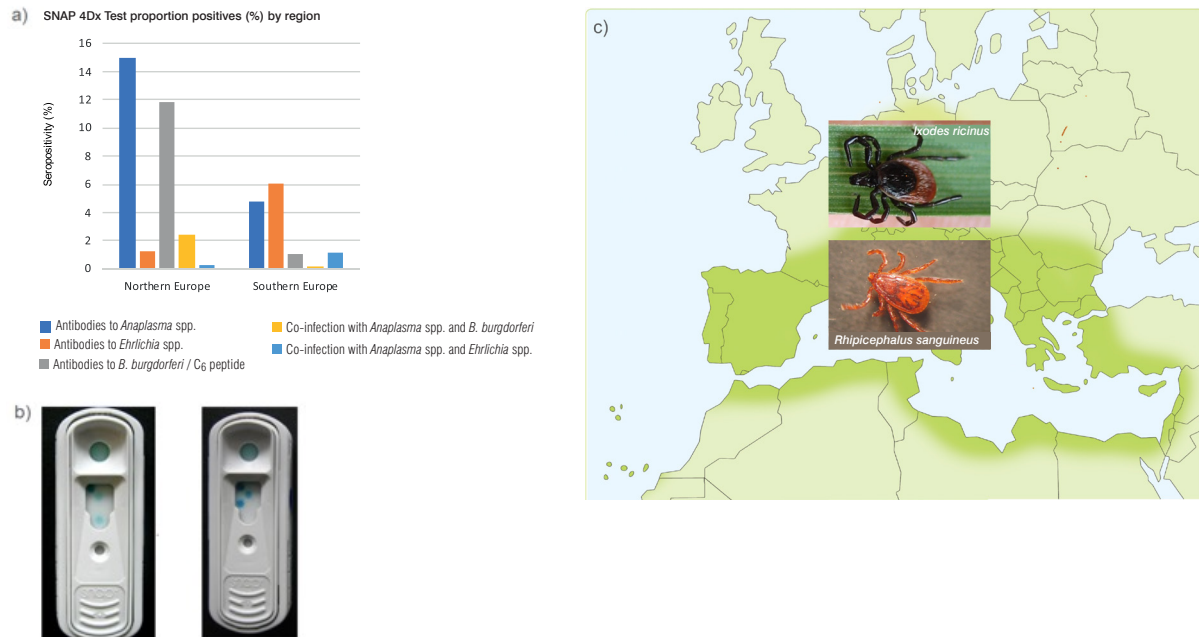 a)
SNAP 4Dx Test proportion positives (%) by region
16
14
12
10
8
6
4
2
0
Seropositivity (%)
Northern Europe
Southern Europe
Antibodies to Anaplasma spp.
Antibodies to Ehrlichia spp.
Antibodies to B. burgdorferi / C6 peptide
Co-infection with Anaplasma spp. and B. burgdorferi
Co-infection with Anaplasma spp. and Ehrlichia spp.
b)
SNAP
c)
Ixodes ricinus
Rhipicephalus sanguineus